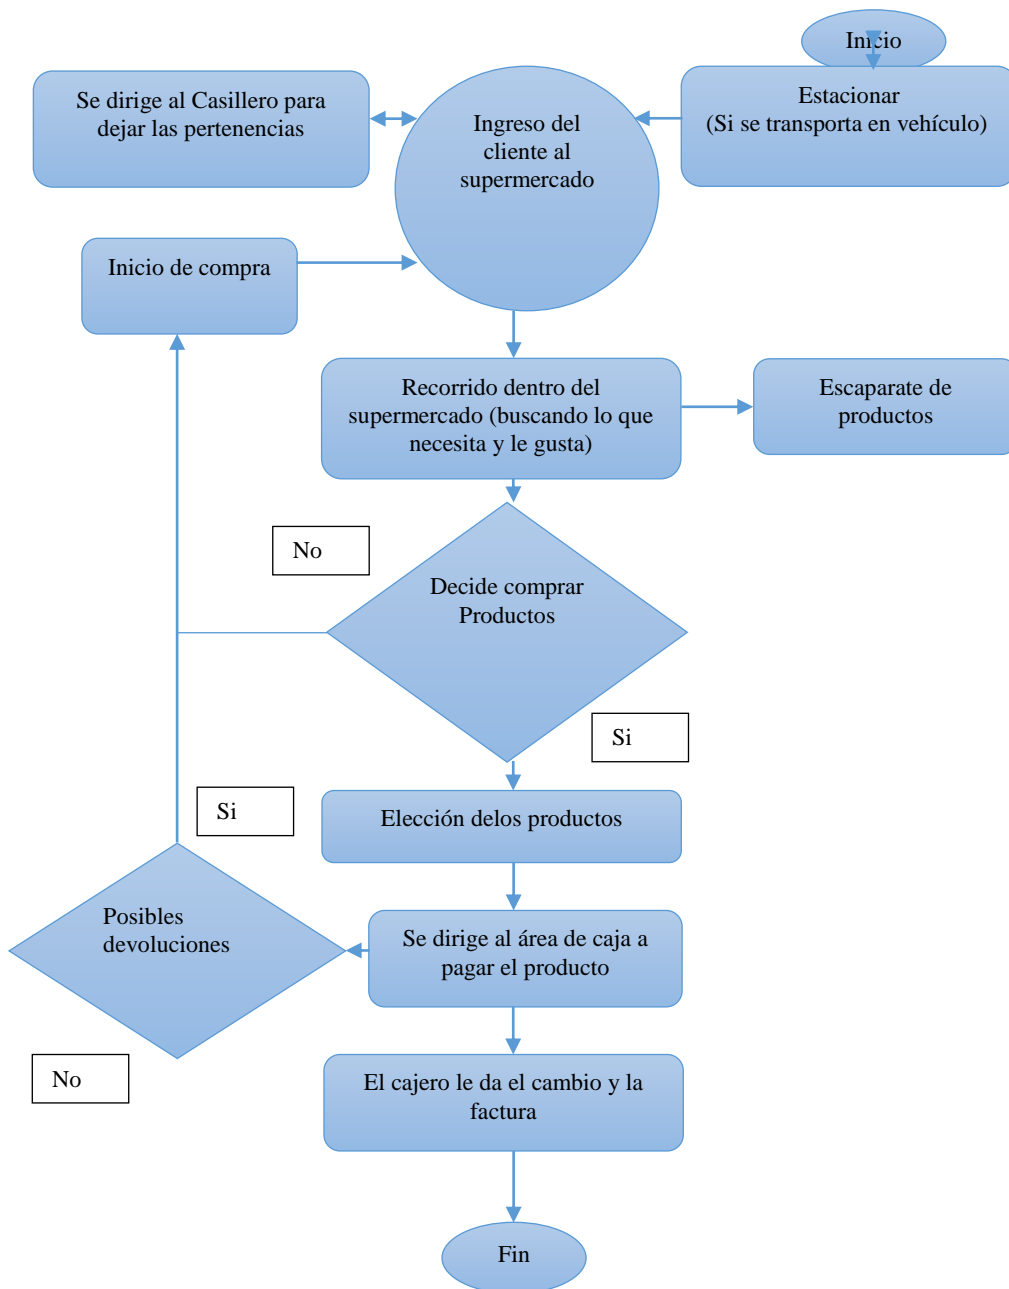 Inicio
Estacionar
(Si se transporta en vehículo)
Se dirige al Casillero para
dejar las pertenencias
Ingreso del
cliente al
supermercado
Inicio de compra
Recorrido dentro del
supermercado (buscando lo que
necesita y le gusta)
Escaparate de
productos
No
Decide comprar
Productos
Si
Si
Elección delos productos
Posibles
devoluciones
Se dirige al área de caja a
pagar el producto
No
El cajero le da el cambio y la
factura
Fin